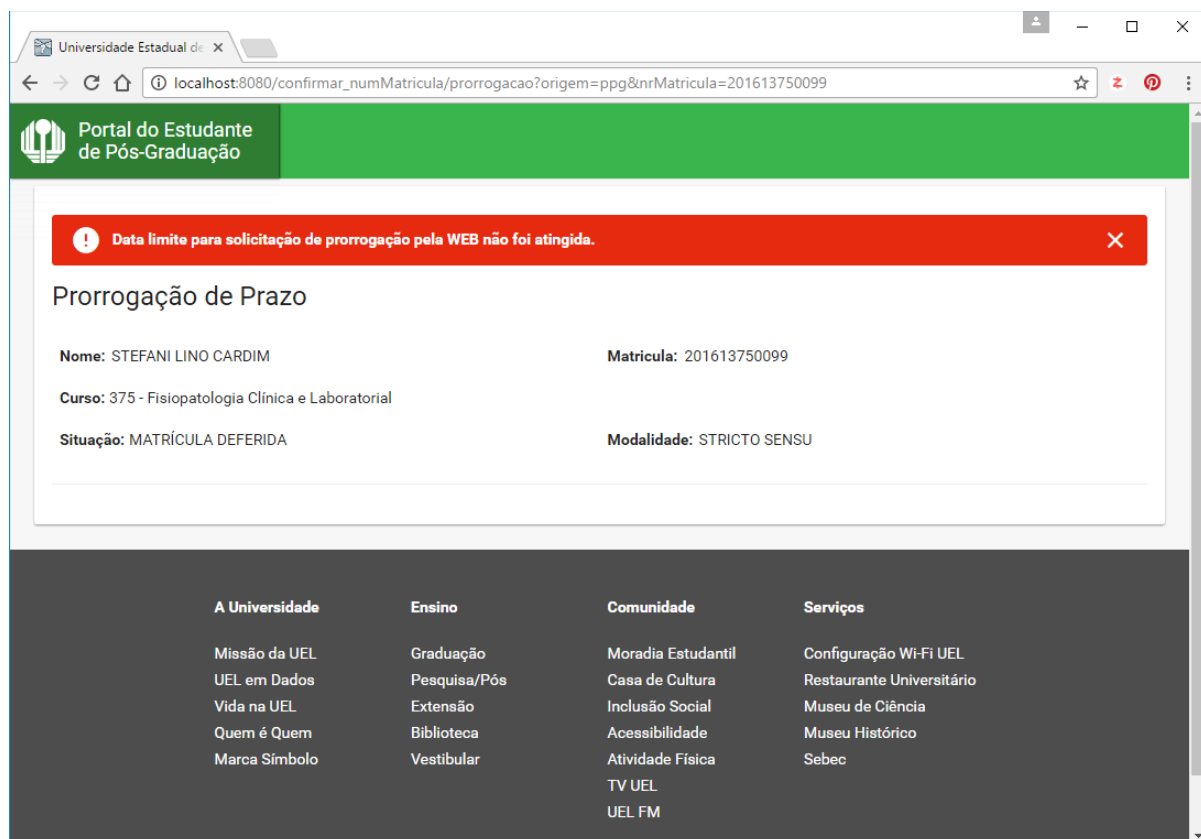 Universidade Estadual de
localhost:8080/confirmar_numMatricula/prorrogacao?origem=ppg&nrMatricula=201613750099
Portal do Estudante
de Pós-Graduação
Data limite para solicitação de prorrogação pela WEB não foi atingida.
Prorrogação de Prazo
Nome: STEFANI LINO CARDIM
Matricula: 201613750099
Curso: 375 - Fisiopatologia Clínica e Laboratorial
Situação: MATRÍCULA DEFERIDA
Modalidade: STRICTO SENSU
A Universidade
Missão da UEL
UEL em Dados
Vida na UEL
Quem é Quem
Marca Símbolo
Ensino
Graduação
Pesquisa/Pós
Extensão
Biblioteca
Vestibular
Comunidade
Moradia Estudantil
Casa de Cultura
Inclusão Social
Acessibilidade
Atividade Física
TV UEL
UEL FM
Serviços
Configuração Wi-Fi UEL
Restaurante Universitário
Museu de Ciência
Museu Histórico
Sebec